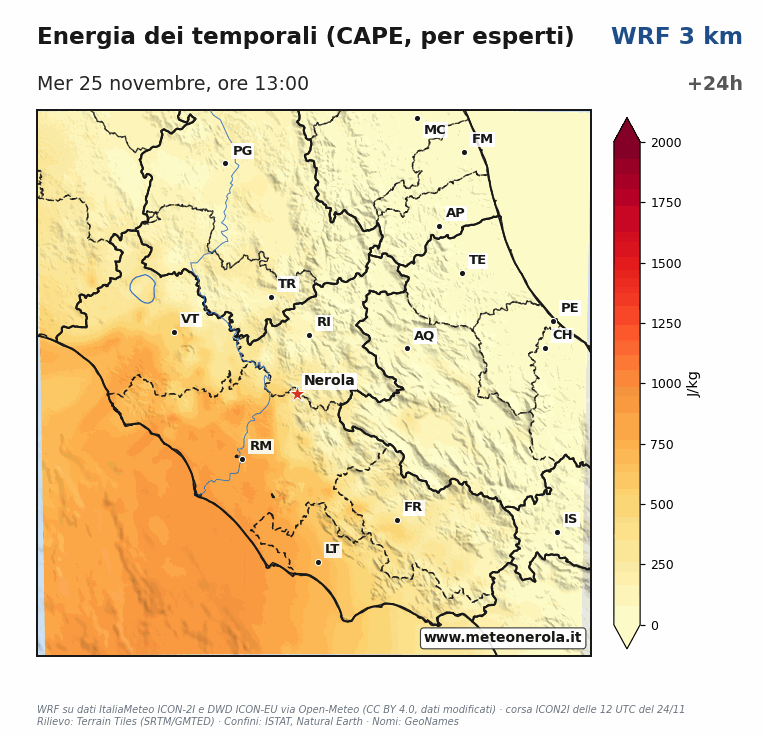 Energia dei temporali (CAPE, per esperti) WRF 3 km
Mer 25 novembre, ore 13:00 +24h
MC
FM
PG
AP
TE
TR
PE
VT
RI
CH
AQ
Nerola
RM
FR
IS
LT
www.meteonerola.it
2000
1750
1500
1250
1000
750
500
250
0
J/kg
WRF su dati ItaliaMeteo ICON-2I e DWD ICON-EU via Open-Meteo (CC BY 4.0, dati modificati) · corsa ICON2I delle 12 UTC del 24/11
Rilievo: Terrain Tiles (SRTM/GMTED) · Confini: ISTAT, Natural Earth · Nomi: GeoNames